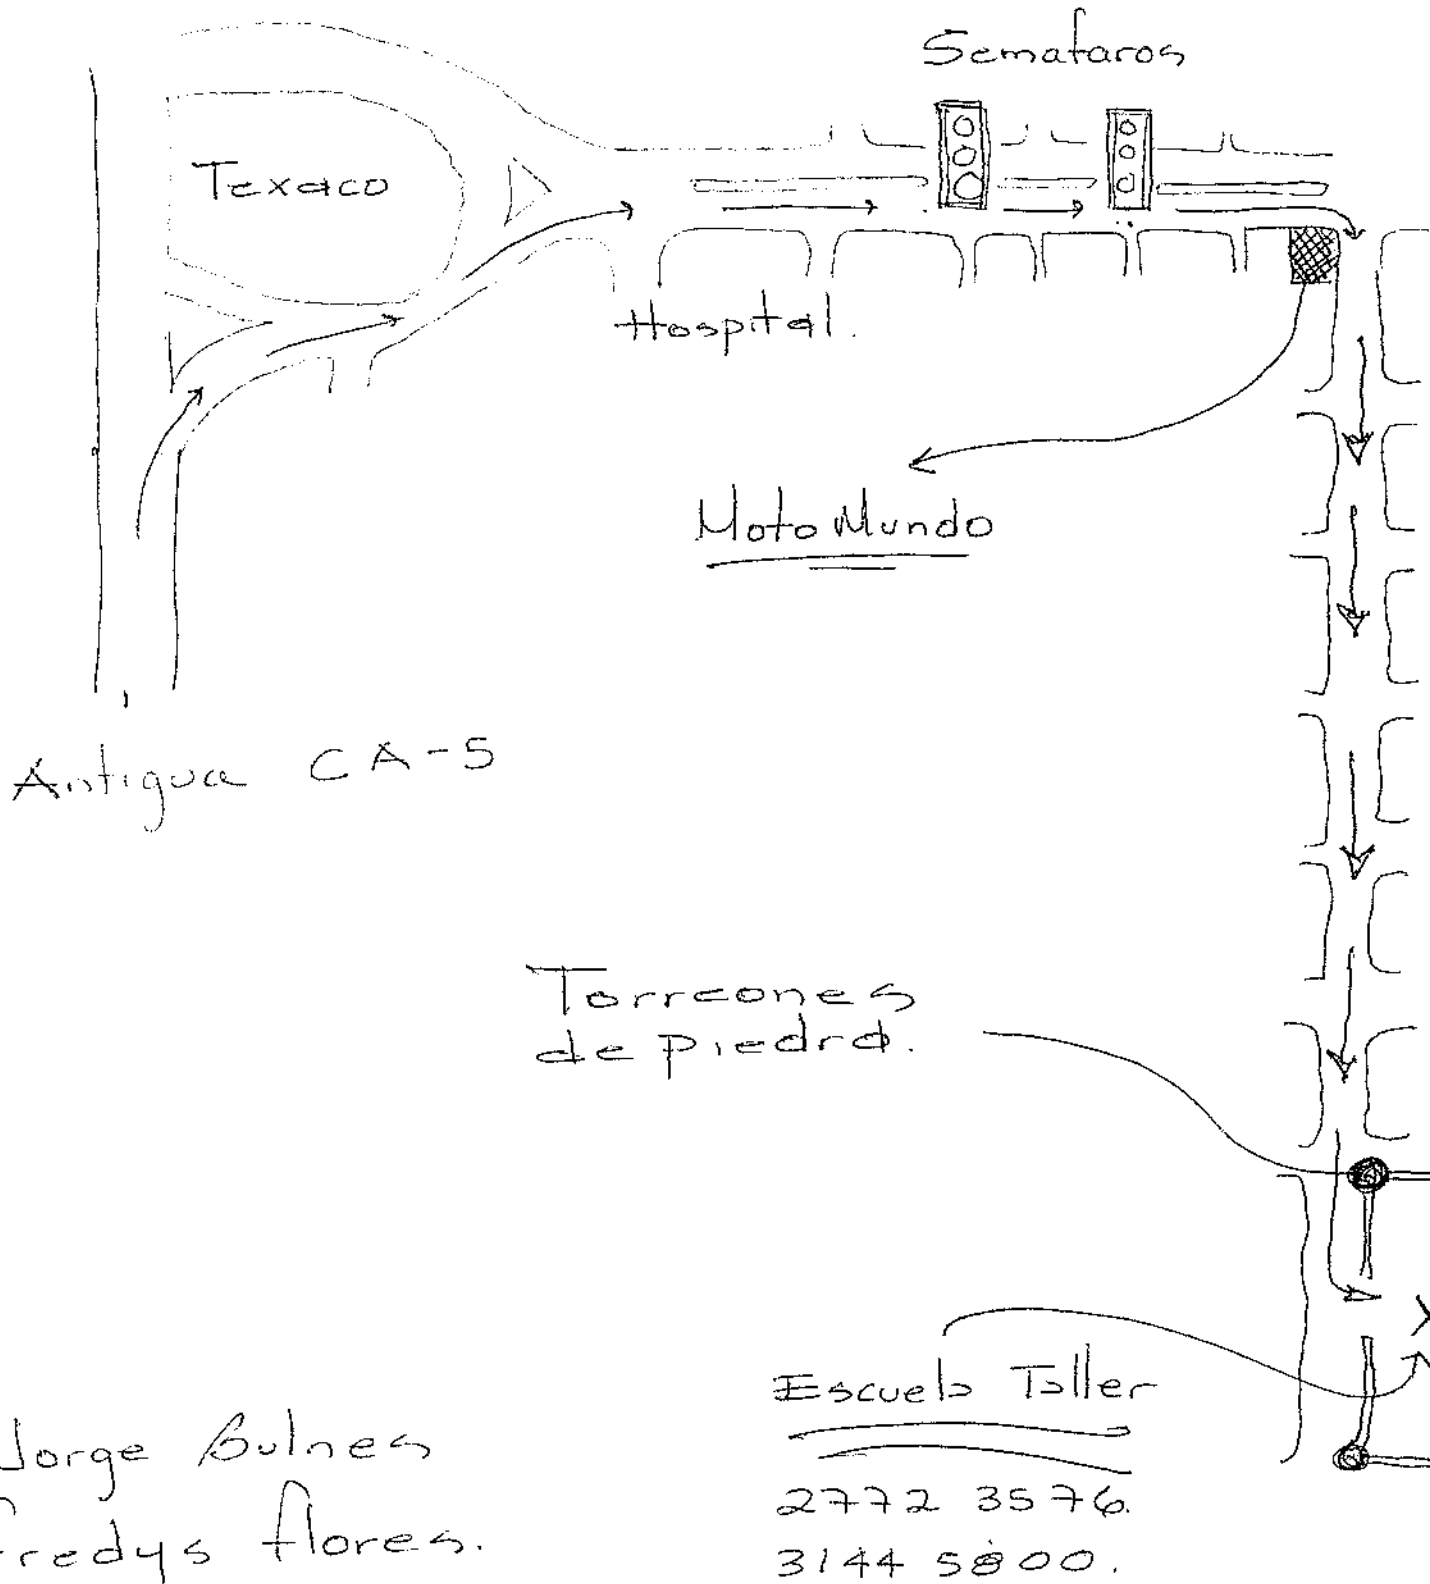 Semafaros
Texaco
Hospital.
Moto Mundo
Antigua CA-5
Torreones
de piedra.
X
Escuela Taller
2772 3576.
3144 5800.
Jorge Bulnes
fredys flores.